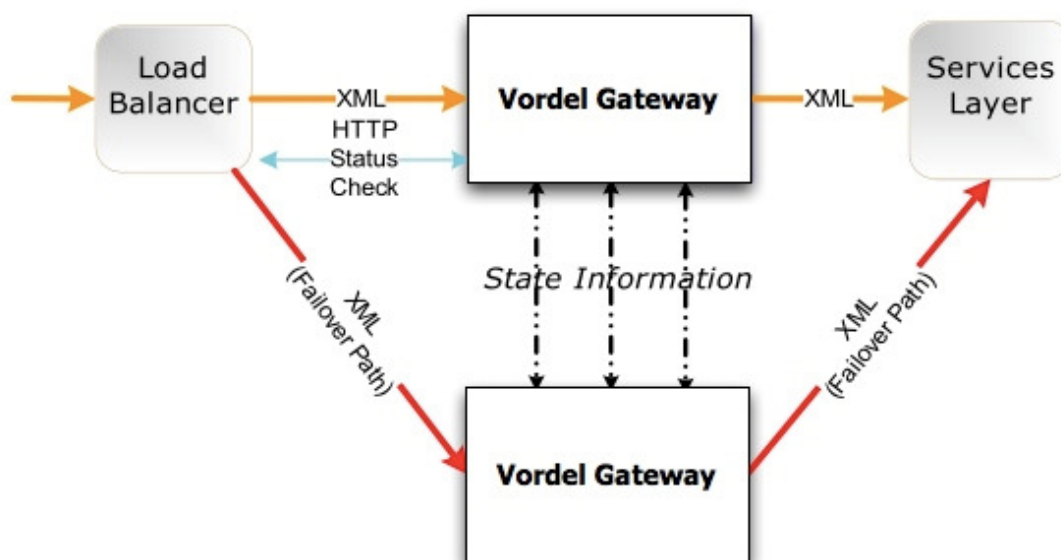 Load
Balancer
XML
HTTP
Status
Check
Vordel Gateway
XML
Services
Layer
State Information
XML
(Failover Path)
XML
(Failover Path)
Vordel Gateway